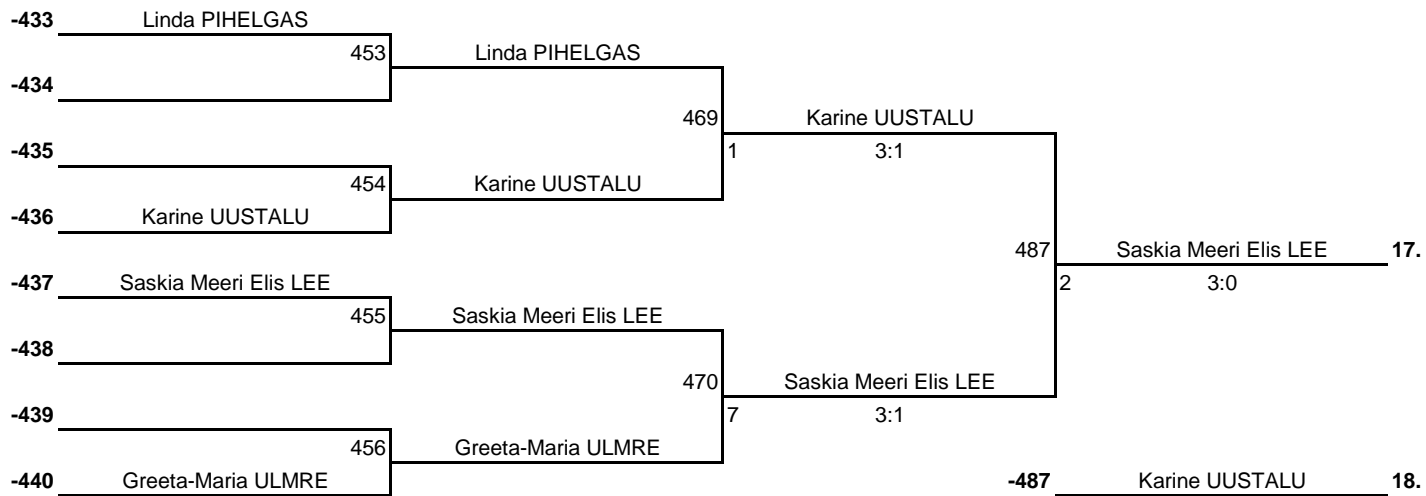 -433 Linda PIHELGAS
453 Linda PIHELGAS
-434
469 Karine UUSTALU
-435 1 3:1
454 Karine UUSTALU
-436 Karine UUSTALU
487 Saskia Meeri Elis LEE 17.
-437 Saskia Meeri Elis LEE 2 3:0
455 Saskia Meeri Elis LEE
-438
470 Saskia Meeri Elis LEE
-439 7 3:1
456 Greeta-Maria ULMRE
-440 Greeta-Maria ULMRE -487 Karine UUSTALU 18.